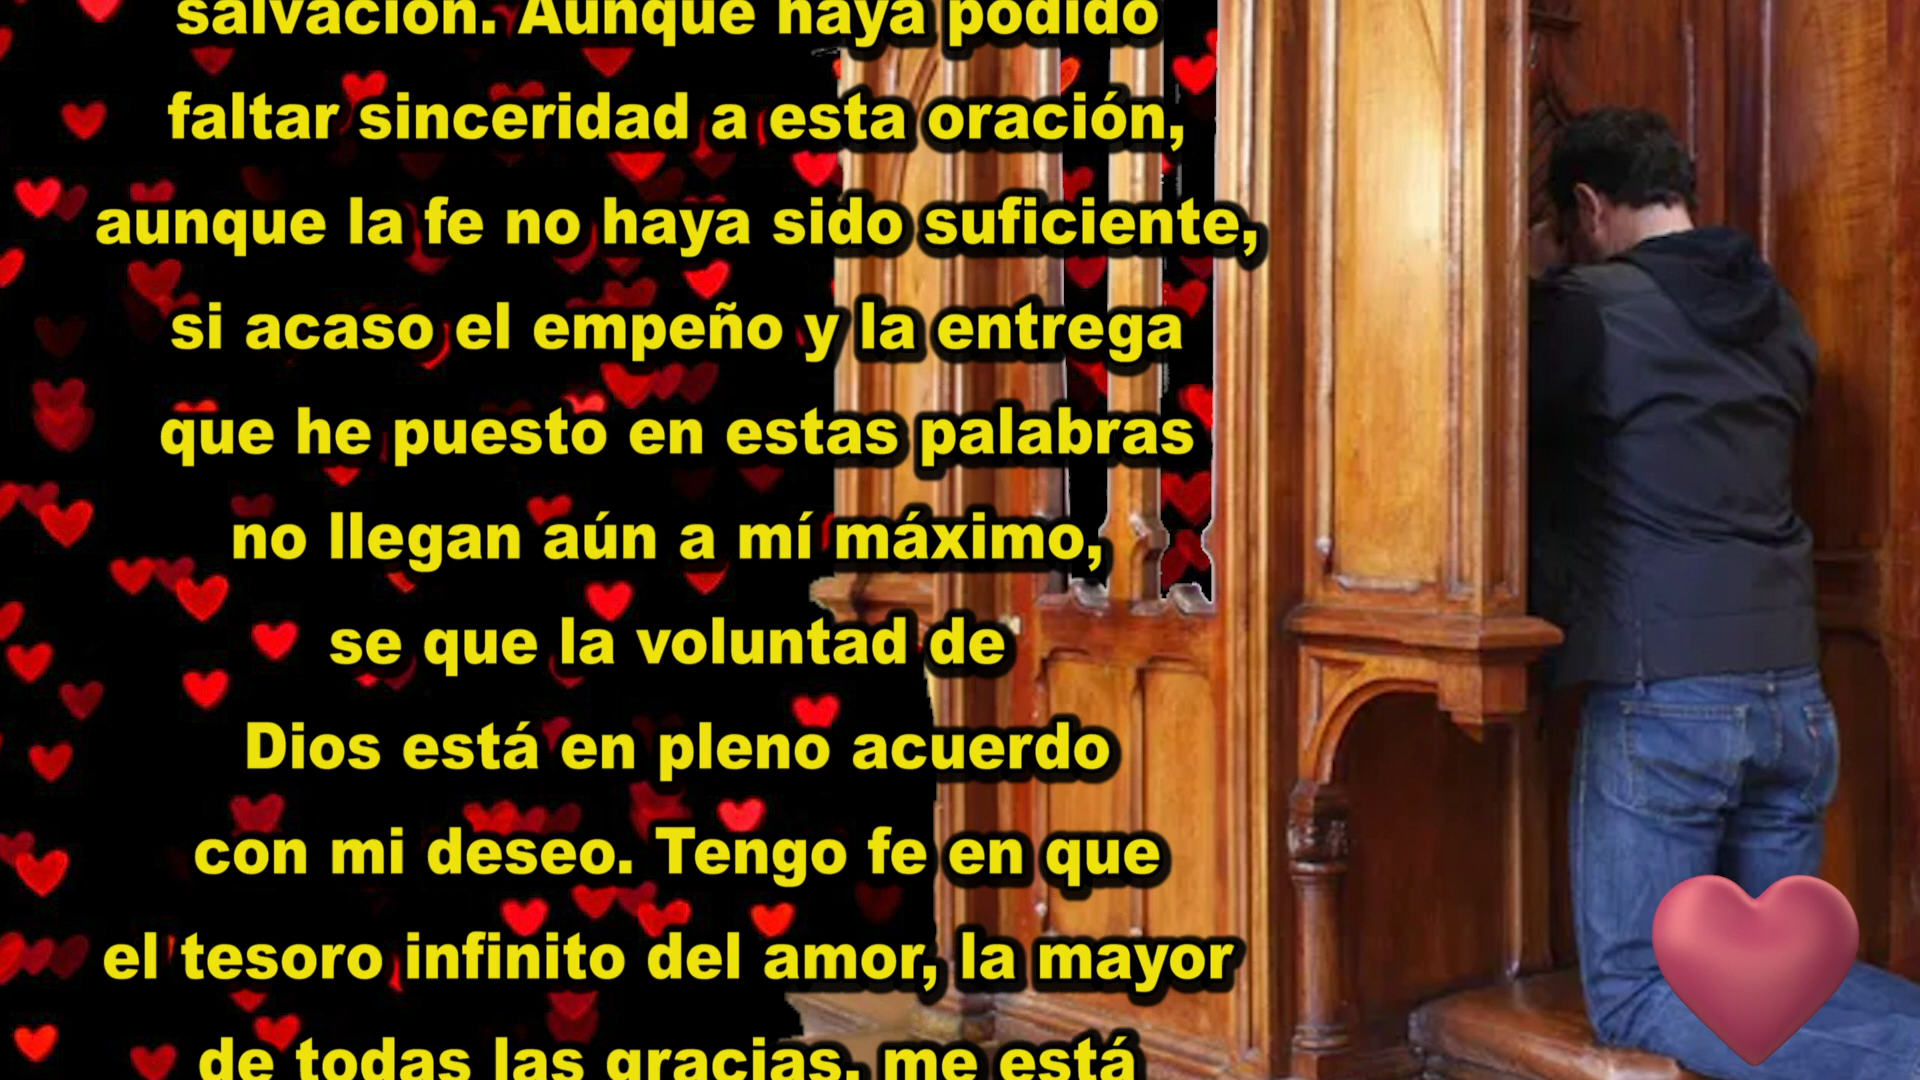 salvación. Aunque haya podido
faltar sinceridad a esta oración,
aunque la fe no haya sido suficiente,
si acaso el empeño y la entrega
que he puesto en estas palabras
no llegan aún a mí máximo,
se que la voluntad de
Dios está en pleno acuerdo
con mi deseo. Tengo fe en que
el tesoro infinito del amor, la mayor
de todas las gracias, me está